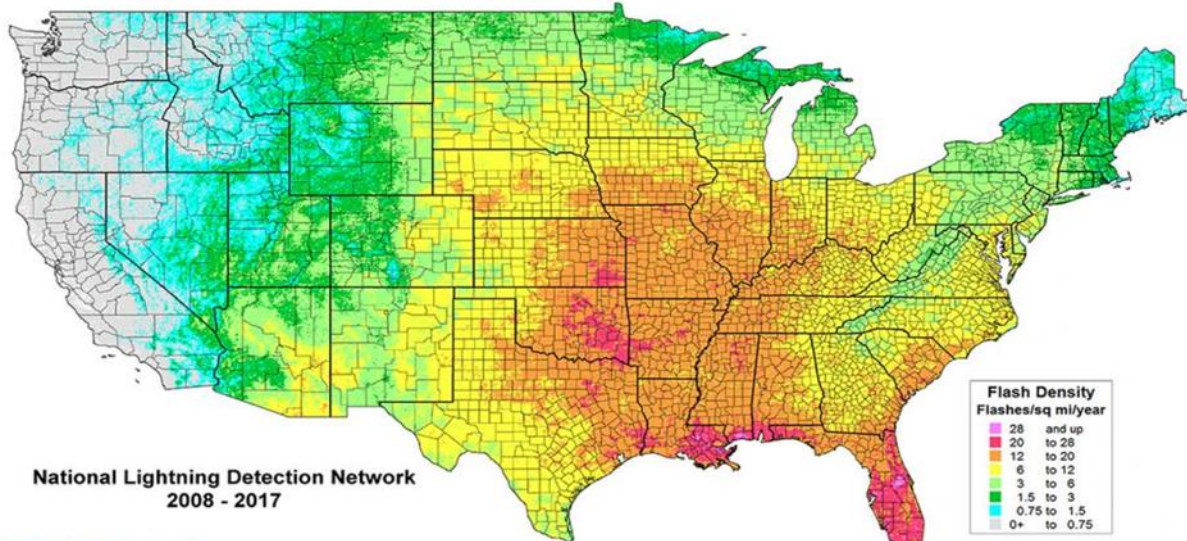 National Lightning Detection Network
2008 - 2017
Flash Density
Flashes/sq mi/year
28 and up
20 to 28
12 to 20
6 to 12
3 to 6
1.5 to 3
0.75 to 1.5
0+ to 0.75